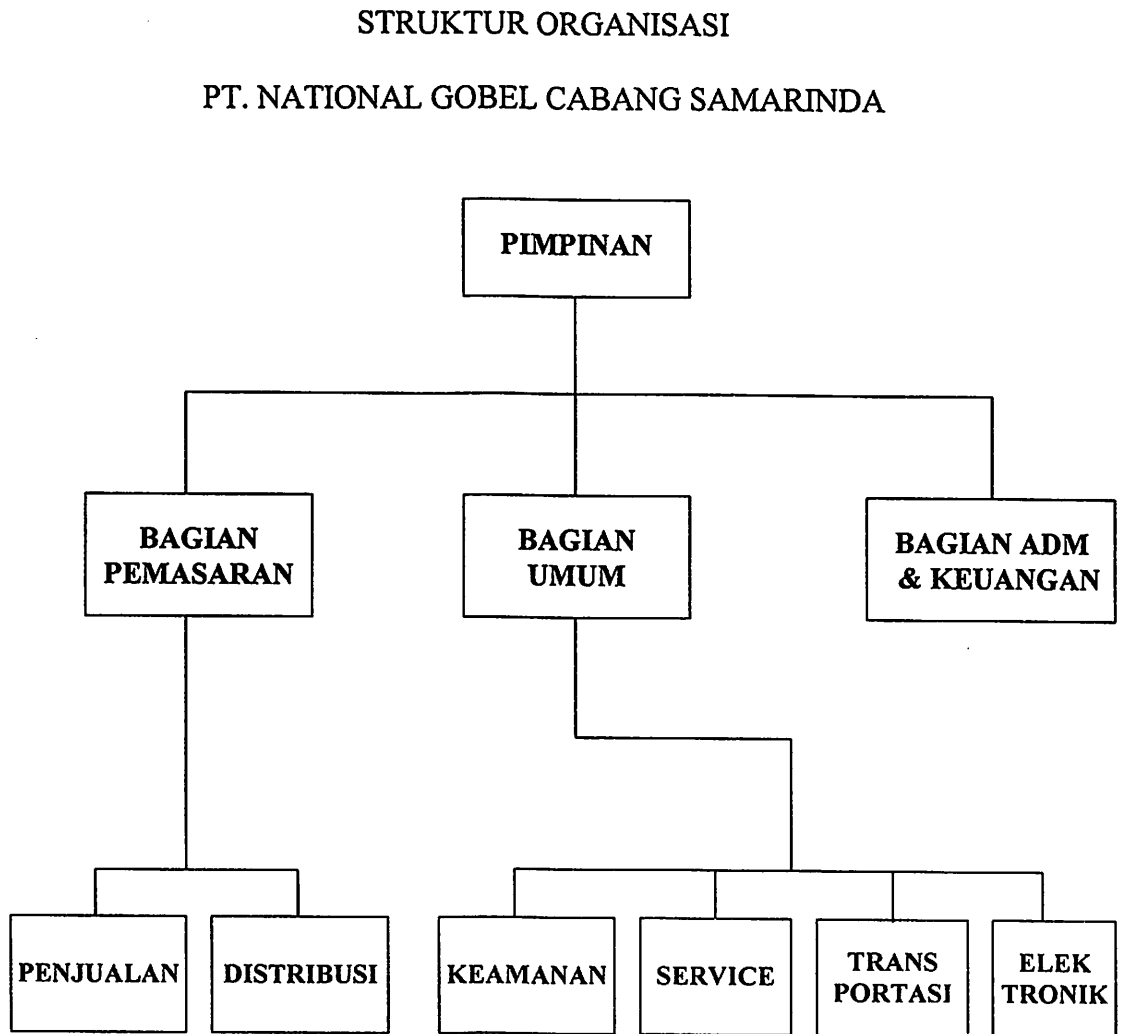 STRUKTUR ORGANISASI
PT. NATIONAL GOBEL CABANG SAMARINDA
PIMPINAN
BAGIAN
PEMASARAN
BAGIAN
UMUM
BAGIAN ADM
& KEUANGAN
PENJUALAN
DISTRIBUSI
KEAMANAN
SERVICE
TRANS
PORTASI
ELEK
TRONIK